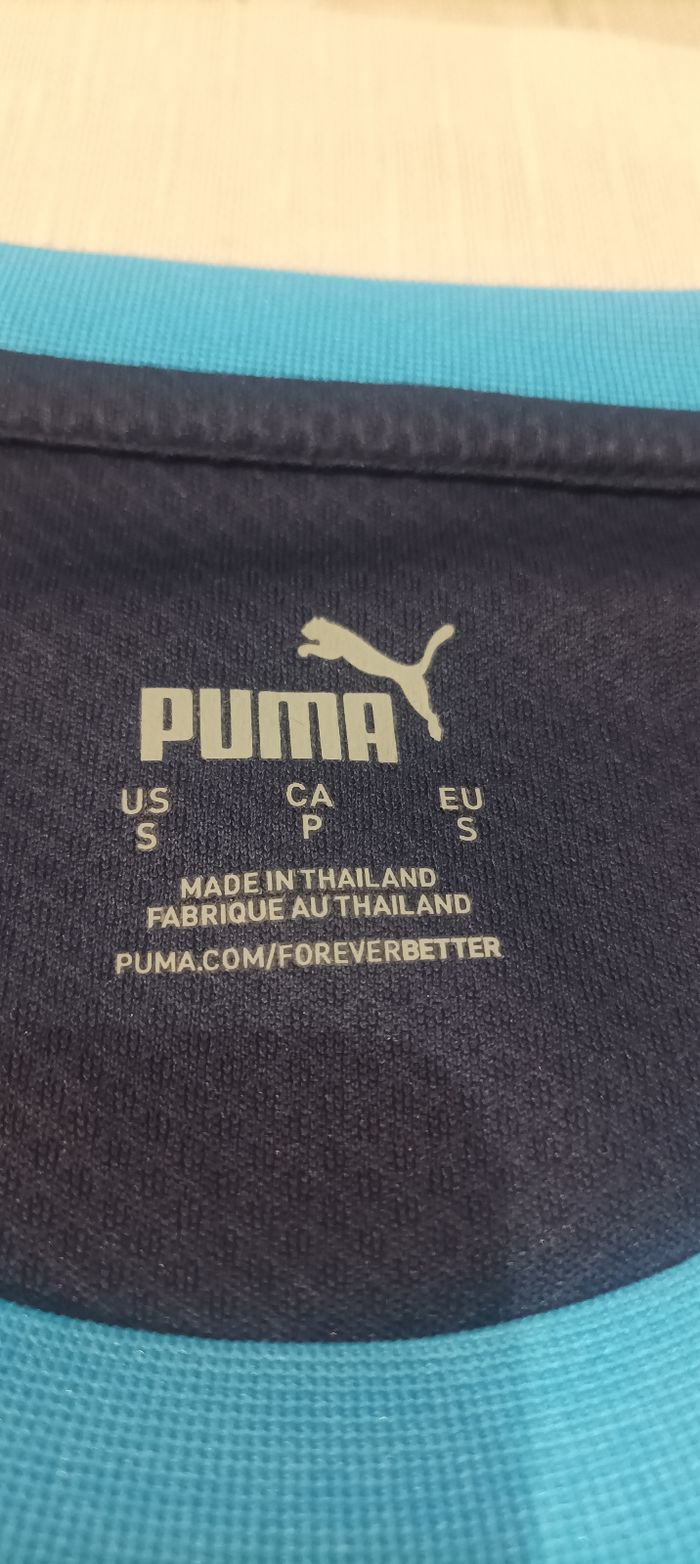 PUMA
US CA EU
S P S
MADE IN THAILAND
FABRIQUE AU THAILAND
PUMA.COM/FOREVERBETTER